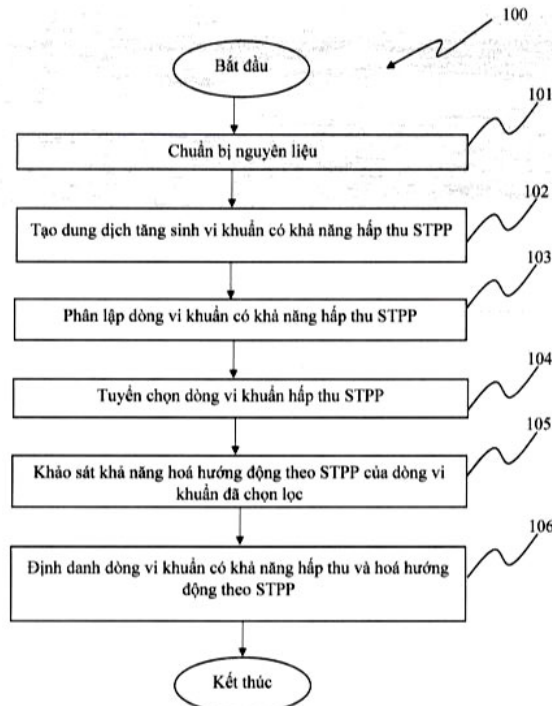 100
Bắt đầu
101
Chuẩn bị nguyên liệu
102
Tạo dung dịch tăng sinh vi khuẩn có khả năng hấp thu STPP
103
Phân lập dòng vi khuẩn có khả năng hấp thu STPP
104
Tuyển chọn dòng vi khuẩn hấp thu STPP
105
Khảo sát khả năng hoá hướng động theo STPP của dòng vi
khuẩn đã chọn lọc
106
Định danh dòng vi khuẩn có khả năng hấp thu và hoá hướng
động theo STPP
Kết thúc